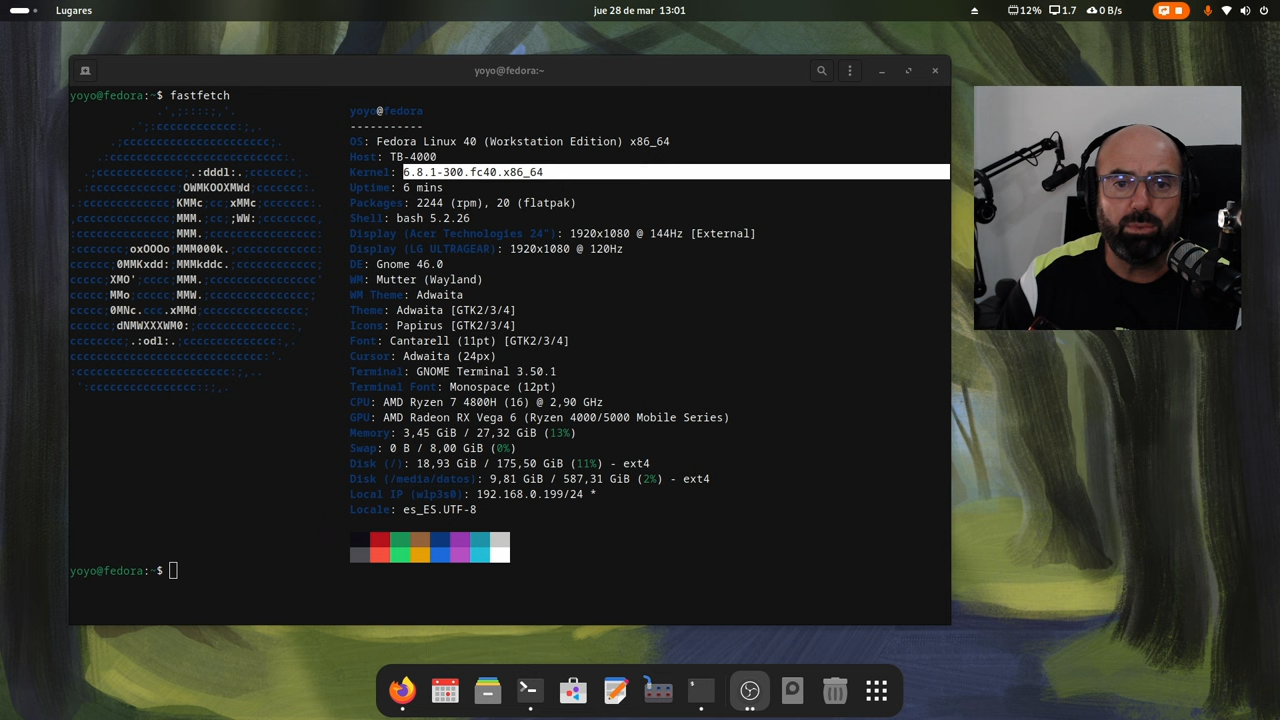 Lugares
jue 28 de mar 13:01
12% 1.7 0 B/s
yoyo@fedora:~
yoyo@fedora:~$ fastfetch
yoyo@fedora
-----------
OS: Fedora Linux 40 (Workstation Edition) x86_64
Host: TB-4000
Kernel: 6.8.1-300.fc40.x86_64
Uptime: 6 mins
Packages: 2244 (rpm), 20 (flatpak)
Shell: bash 5.2.26
Display (Acer Technologies 24"): 1920x1080 @ 144Hz [External]
Display (LG ULTRAGEAR): 1920x1080 @ 120Hz
DE: Gnome 46.0
WM: Mutter (Wayland)
WM Theme: Adwaita
Theme: Adwaita [GTK2/3/4]
Icons: Papirus [GTK2/3/4]
Font: Cantarell (11pt) [GTK2/3/4]
Cursor: Adwaita (24px)
Terminal: GNOME Terminal 3.50.1
Terminal Font: Monospace (12pt)
CPU: AMD Ryzen 7 4800H (16) @ 2,90 GHz
GPU: AMD Radeon RX Vega 6 (Ryzen 4000/5000 Mobile Series)
Memory: 3,45 GiB / 27,32 GiB (13%)
Swap: 0 B / 8,00 GiB (0%)
Disk (/): 18,93 GiB / 175,50 GiB (11%) - ext4
Disk (/media/datos): 9,81 GiB / 587,31 GiB (2%) - ext4
Local IP (wlp3s0): 192.168.0.199/24 *
Locale: es_ES.UTF-8
yoyo@fedora:~$